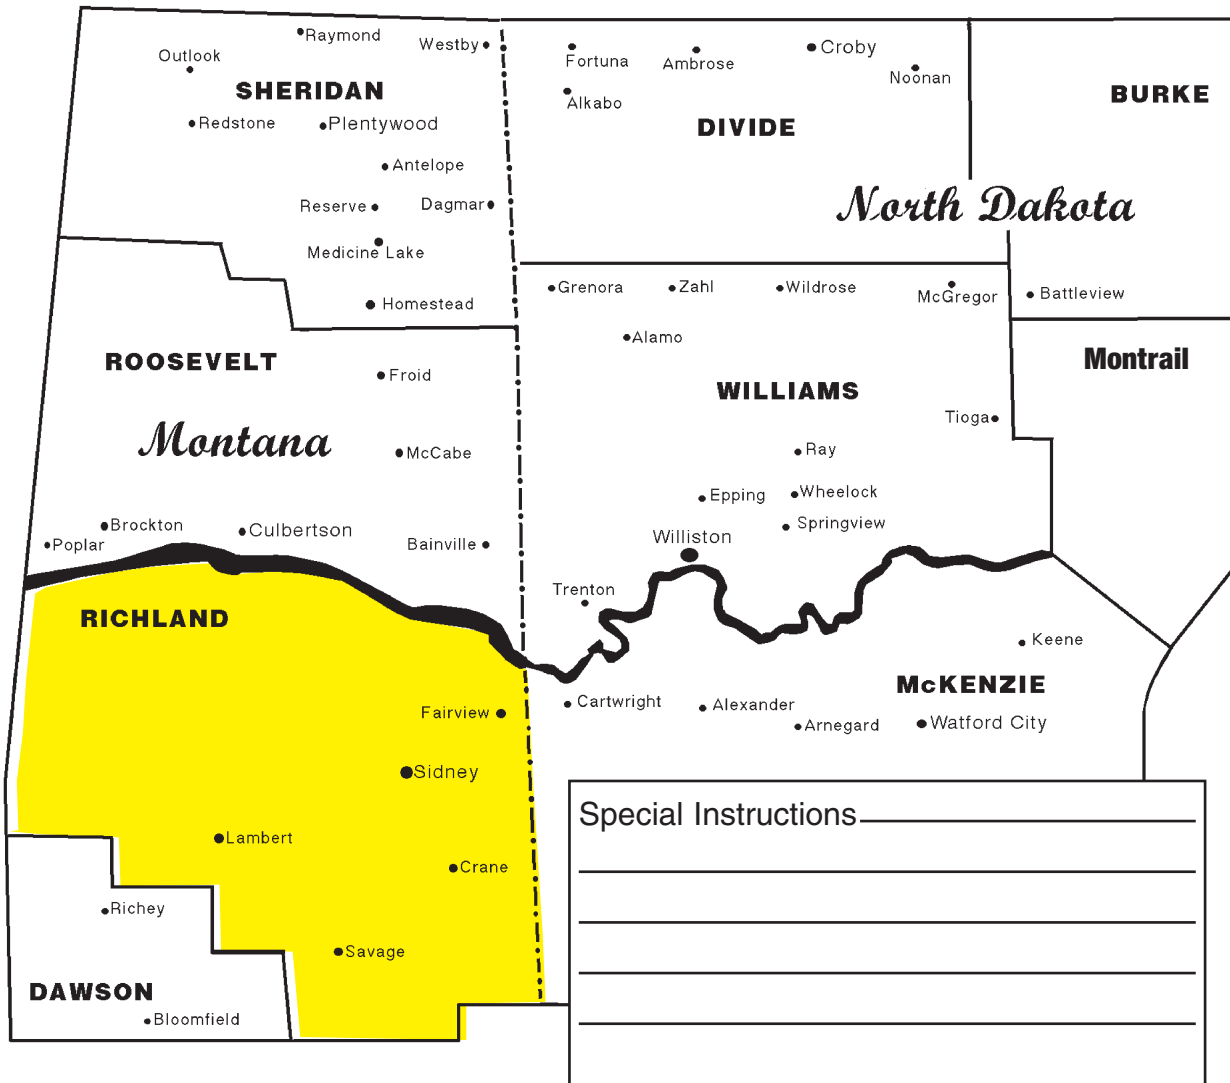 Raymond
Westby
Outlook
SHERIDAN
Redstone
Plentywood
Antelope
Reserve
Dagmar
Medicine Lake
Homestead
Fortuna
Ambrose
Croby
Noonan
Alkabo
DIVIDE
BURKE
North Dakota
Grenora
Zahl
Wildrose
McGregor
Battleview
Alamo
Montrail
WILLIAMS
Tioga
Ray
Epping
Wheelock
Springview
Williston
Trenton
ROOSEVELT
Froid
Montana
McCabe
Brockton
Culbertson
Poplar
Bainville
RICHLAND
Fairview
Sidney
Lambert
Crane
Savage
Richey
DAWSON
Bloomfield
Keene
McKENZIE
Cartwright
Alexander
Arnegard
Watford City
Special Instructions